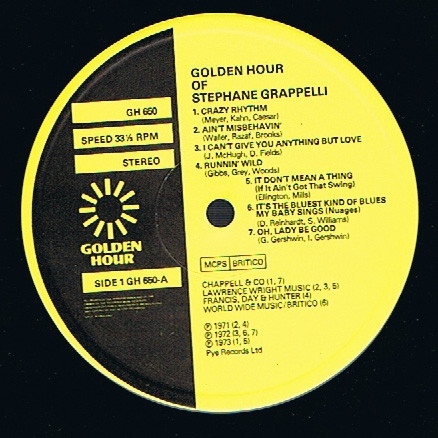 GH 650
SPEED 33⅓ RPM
STEREO
GOLDEN
HOUR
SIDE 1 GH 650-A
GOLDEN HOUR
OF
STEPHANE GRAPPELLI
1. CRAZY RHYTHM
(Meyer, Kahn, Caesar)
2. AIN'T MISBEHAVIN'
(Waller, Razaf, Brooks)
3. I CAN'T GIVE YOU ANYTHING BUT LOVE
(J. McHugh, D. Fields)
4. RUNNIN' WILD
(Gibbs, Grey, Woods)
5. IT DON'T MEAN A THING
(If It Ain't Got That Swing)
(Ellington, Mills)
6. IT'S THE BLUEST KIND OF BLUES
MY BABY SINGS (Nuages)
(D. Reinhardt, S. Williams)
7. OH, LADY BE GOOD
(G. Gershwin, I. Gershwin)
MCPS BRITICO
CHAPPELL & CO (1, 7)
LAWRENCE WRIGHT MUSIC (2, 3, 5)
FRANCIS, DAY & HUNTER (4)
WORLD WIDE MUSIC/BRITICO (6)
℗ 1971 (2, 4)
℗ 1972 (3, 6, 7)
℗ 1973 (1, 5)
Pye Records Ltd